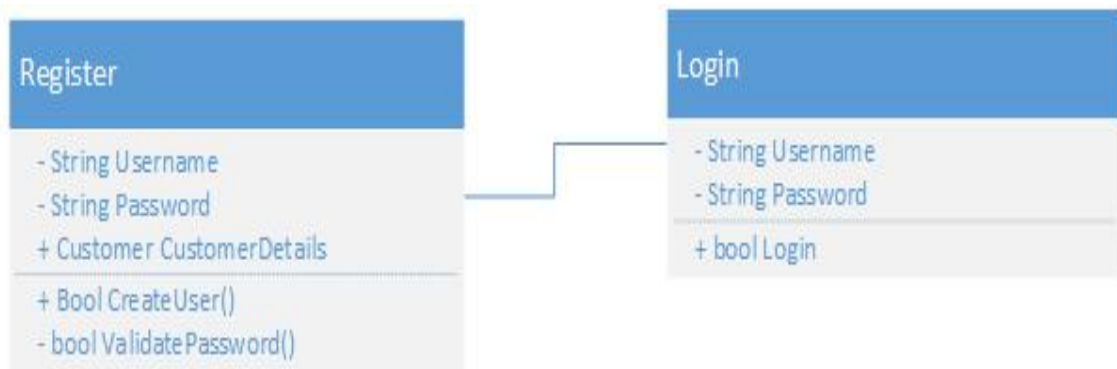 Register
- String Username
- String Password
+ Customer CustomerDetails
+ Bool CreateUser()
- bool ValidatePassword()
Login
- String Username
- String Password
+ bool Login